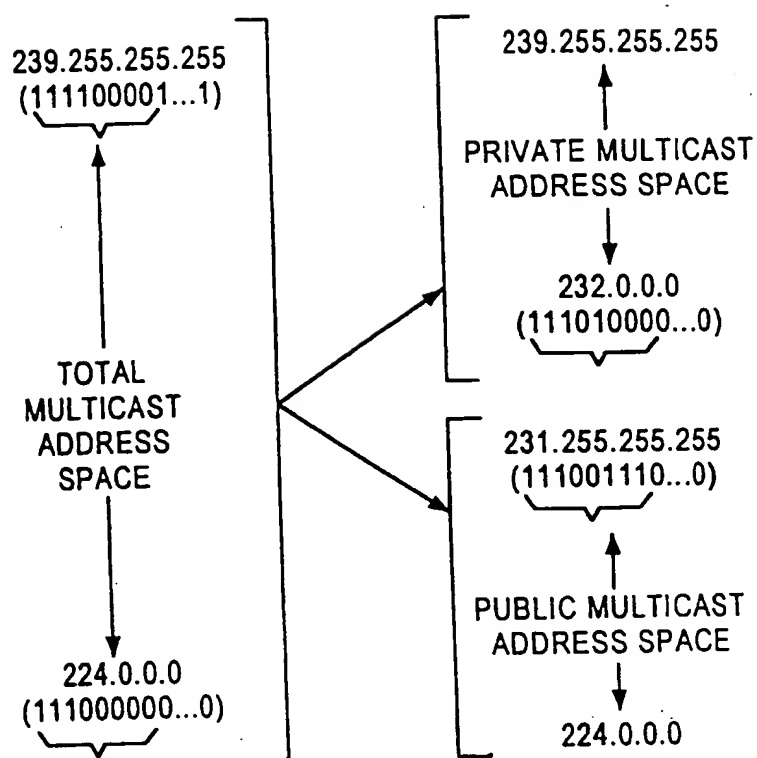 239.255.255.255
(111100001...1)
TOTAL
MULTICAST
ADDRESS
SPACE
224.0.0.0
(111000000...0)
239.255.255.255
PRIVATE MULTICAST
ADDRESS SPACE
232.0.0.0
(111010000...0)
231.255.255.255
(111001110...0)
PUBLIC MULTICAST
ADDRESS SPACE
224.0.0.0